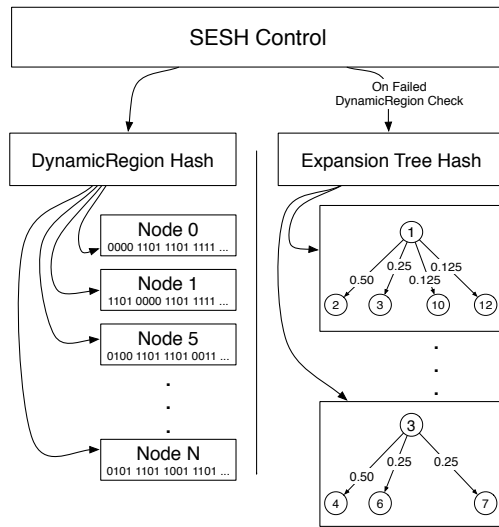 SESH Control
On Failed
DynamicRegion Check
DynamicRegion Hash
Expansion Tree Hash
Node 0
0000 1101 1101 1111 ...
Node 1
1101 0000 1101 1111 ...
Node 5
0100 1101 1101 0011 ...
.
.
.
Node N
0101 1101 1001 1101 ...
1
0.50
0.25
0.125
0.125
2
3
10
12
.
.
.
3
0.50
0.25
0.25
4
6
7